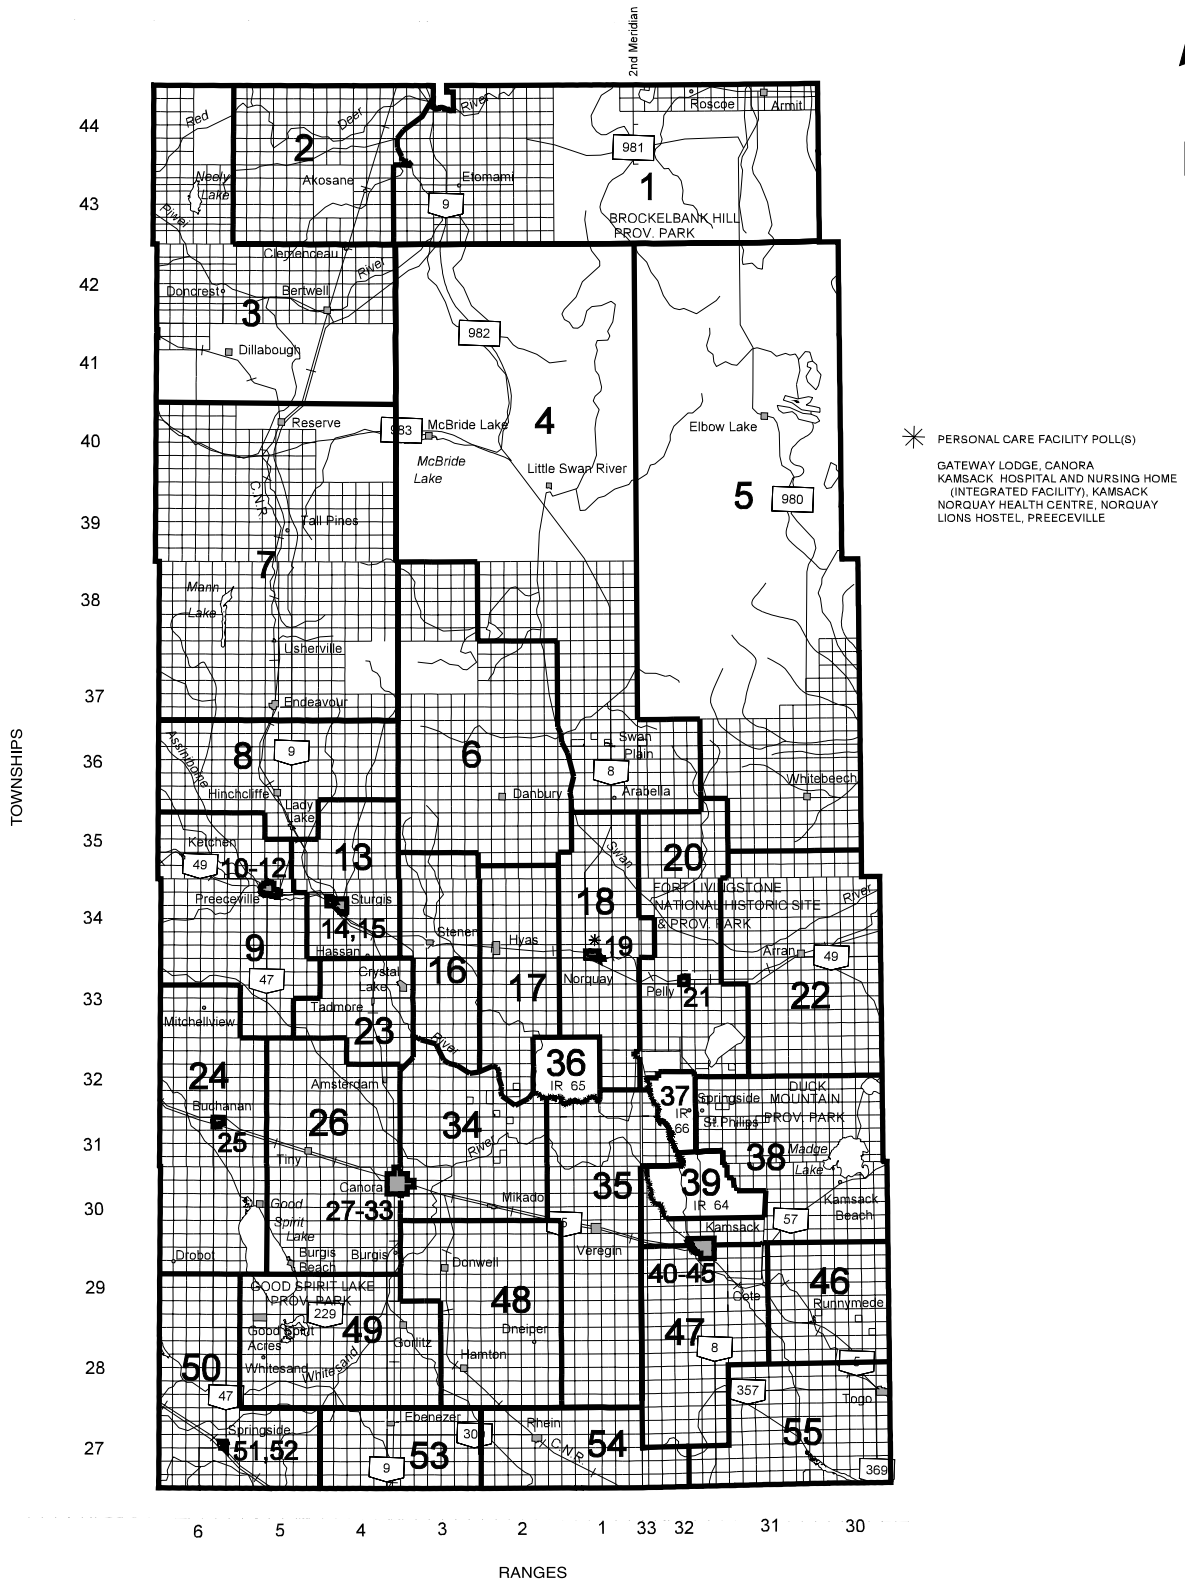 2nd Meridian
Roscoe
Armit
Red
Deer
River
44
2
981
Akosane
Etomami
1
Neely
Lake
43
9
Piwei
BROCKELBANK HILL
PROV. PARK
Clemenceau
River
42
Doncrest
Bertwell
3
982
Dillabough
41
4
Reserve
983
McBride Lake
Elbow Lake
40
McBride
Lake
Little Swan River
PERSONAL CARE FACILITY POLL(S)
GATEWAY LODGE, CANORA
KAMSACK HOSPITAL AND NURSING HOME
(INTEGRATED FACILITY), KAMSACK
NORQUAY HEALTH CENTRE, NORQUAY
LIONS HOSTEL, PREECEVILLE
C.N.R.
5
980
39
Tall Pines
7
Mann
Lake
38
Usherville
37
Endeavour
TOWNSHIPS
Assiniboine
8
9
6
Swan
Plain
36
8
Whitebeech
Hinchcliffe
Danbury
Arabella
Lady
Lake
35
Ketchen
49
10-12
13
Swan
20
Preeceville
Sturgis
18
FORT LIVINGSTONE
NATIONAL HISTORIC SITE
& PROV. PARK
River
34
14,15
Stenen
Hyas
19
9
Hassan
Arran
49
47
Crystal
Lake
16
17
Norquay
Pelly
21
22
33
Tadmore
Mitchellview
23
River
36
IR 65
24
32
Amsterdam
37
IR
66
Springside
St. Philips
DUCK
MOUNTAIN
PROV. PARK
Buchanan
26
34
25
31
River
38
Madge
Lake
Tiny
Canora
39
IR 64
35
30
27-33
Mikado
Kamsack
Beach
Good
Spirit
Lake
5
57
Kamsack
Veregin
Drobot
Burgis
Beach
Burgis
Donwell
40-45
29
GOOD SPIRIT LAKE
PROV. PARK
48
46
Cote
Runnymede
229
49
Good Spirit
Acres
Gorlitz
Dneiper
47
8
28
50
Whitesand
Whitesand
Hamton
5
47
357
Togo
Springside
Ebenezer
Rhein
27
51,52
53
309
C.N.R.
54
55
9
369
6
5
4
3
2
1
33
32
31
30
RANGES